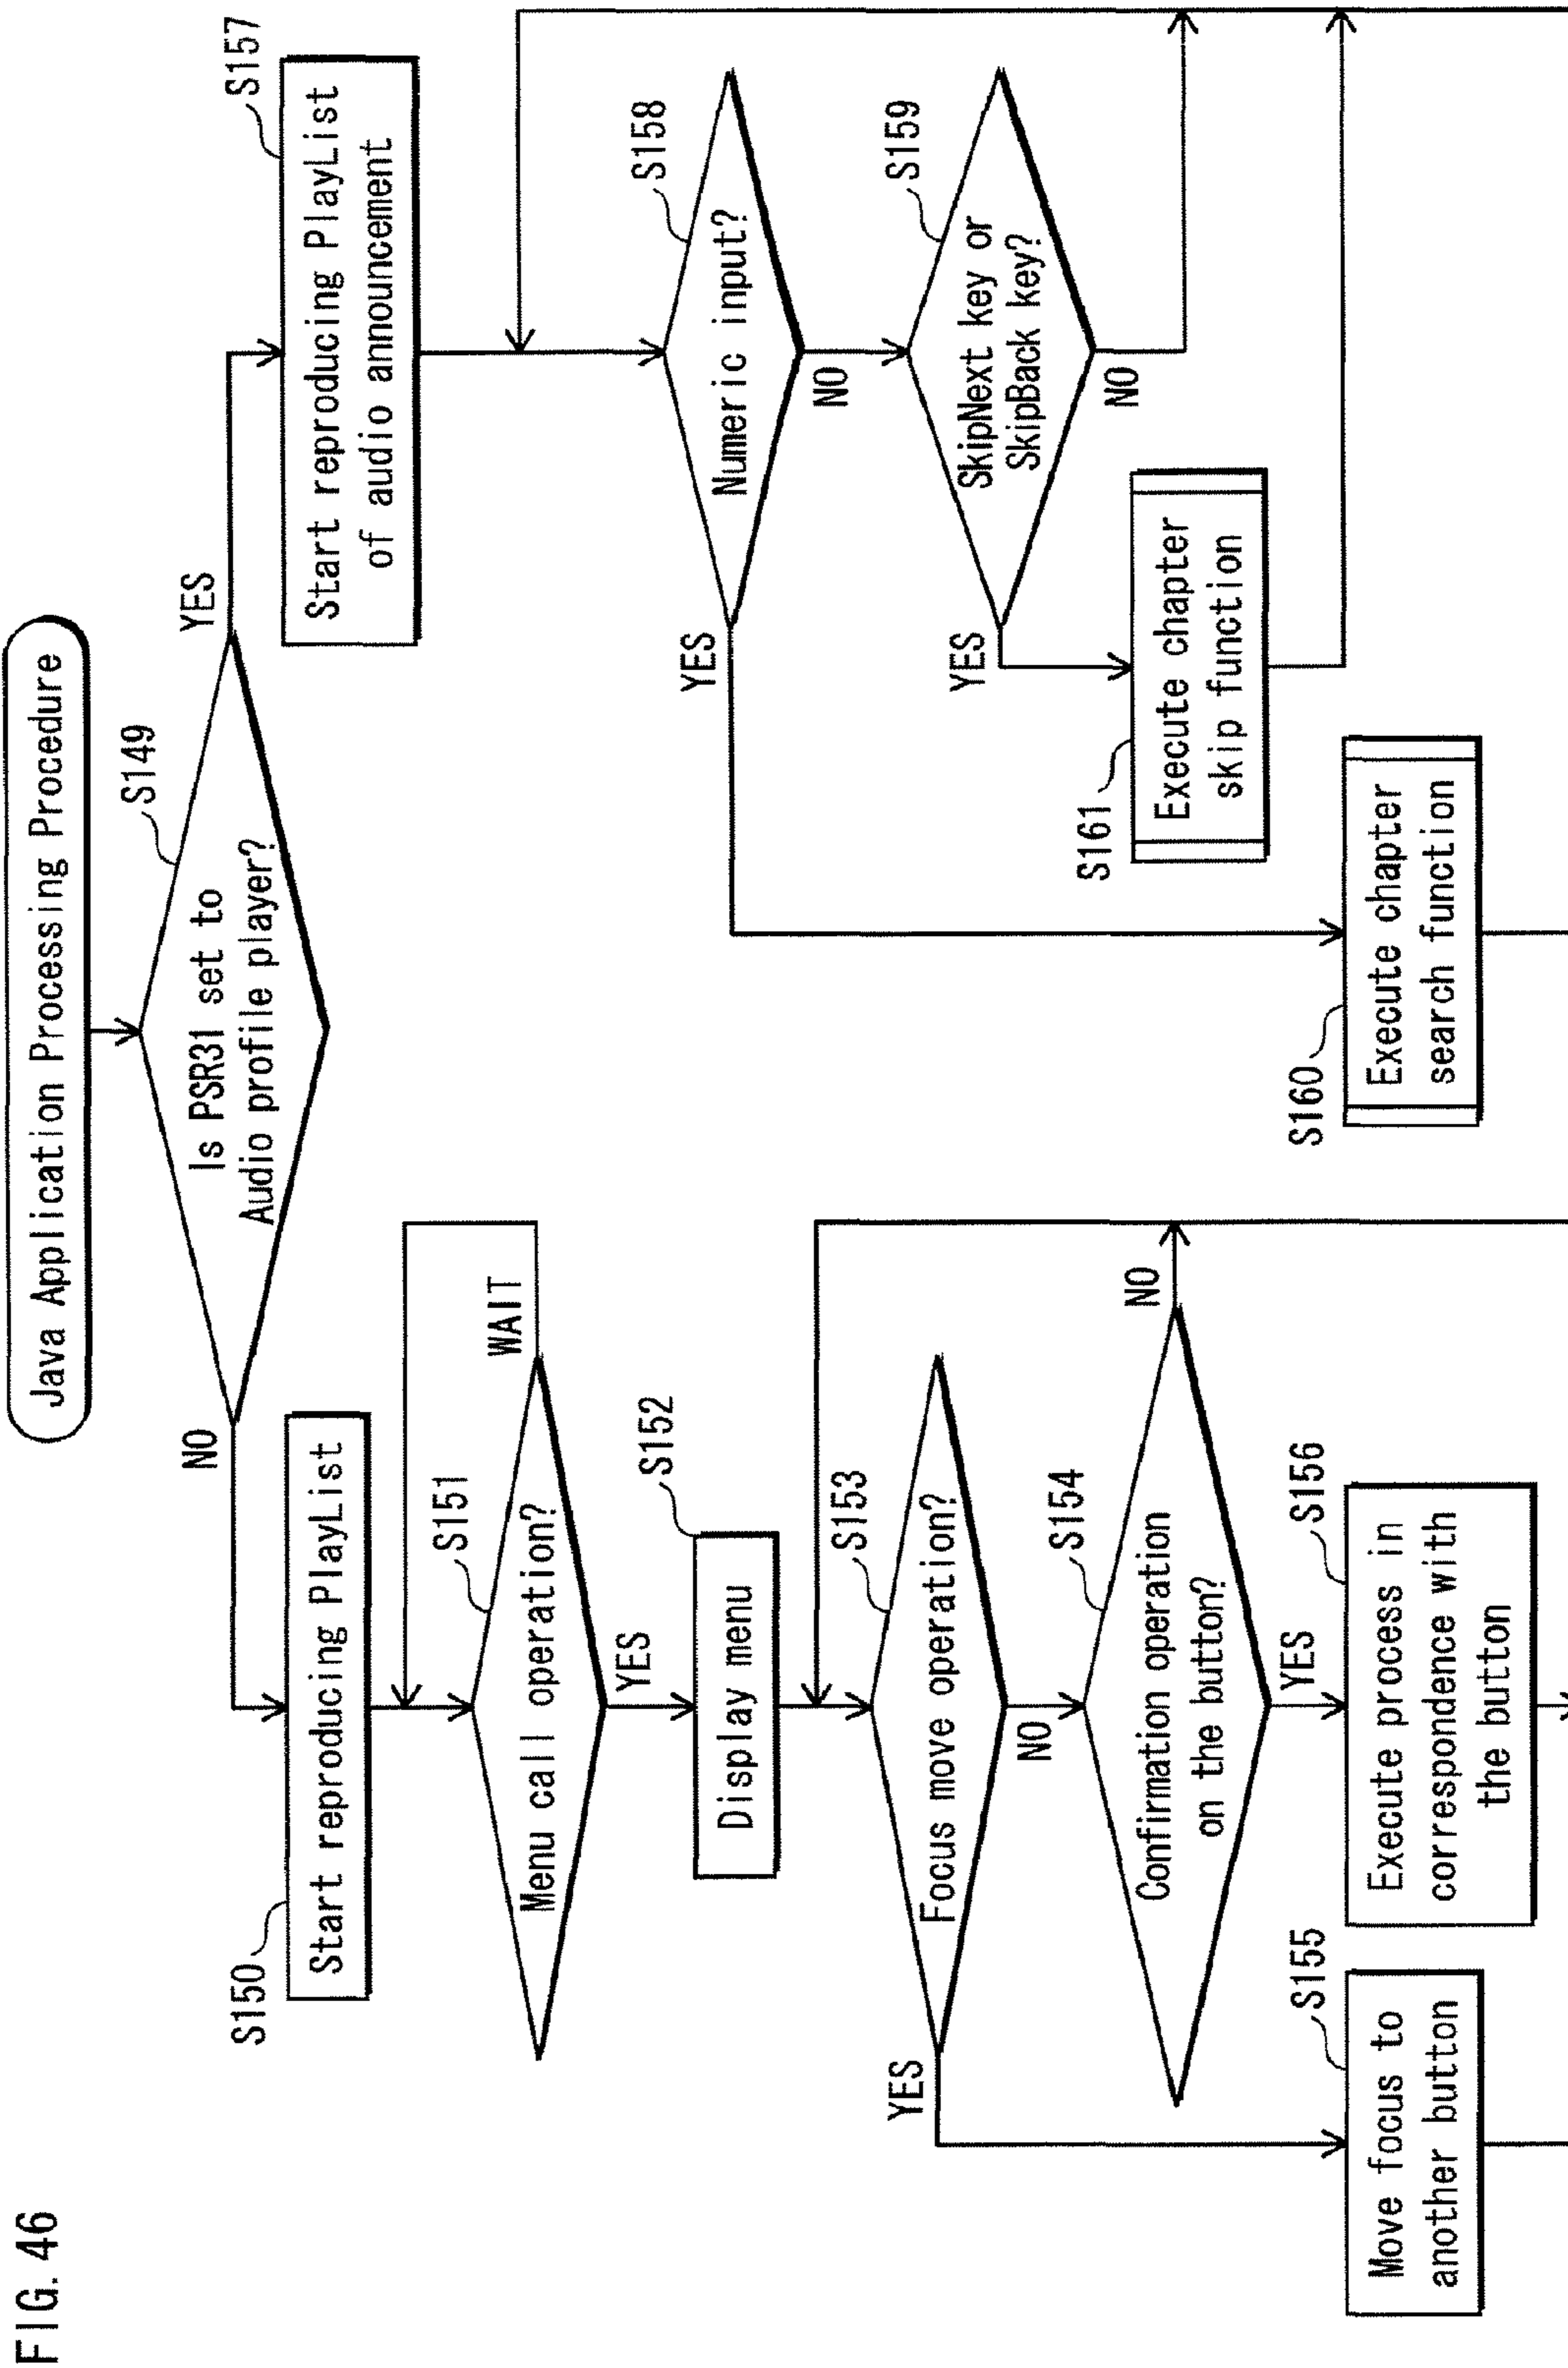 FIG. 46
Java Application Processing Procedure
S149
Is PSR31 set to
Audio profile player?
NO
YES
S150
Start reproducing PlayList
S151
Menu call operation?
WAIT
YES
S152
Display menu
S153
Focus move operation?
YES
NO
S154
Confirmation operation
on the button?
NO
YES
S155
Move focus to
another button
S156
Execute process in
correspondence with
the button
S157
Start reproducing PlayList
of audio announcement
S158
Numeric input?
YES
NO
S159
SkipNext key or
SkipBack key?
YES
NO
S161
Execute chapter
skip function
S160
Execute chapter
search function